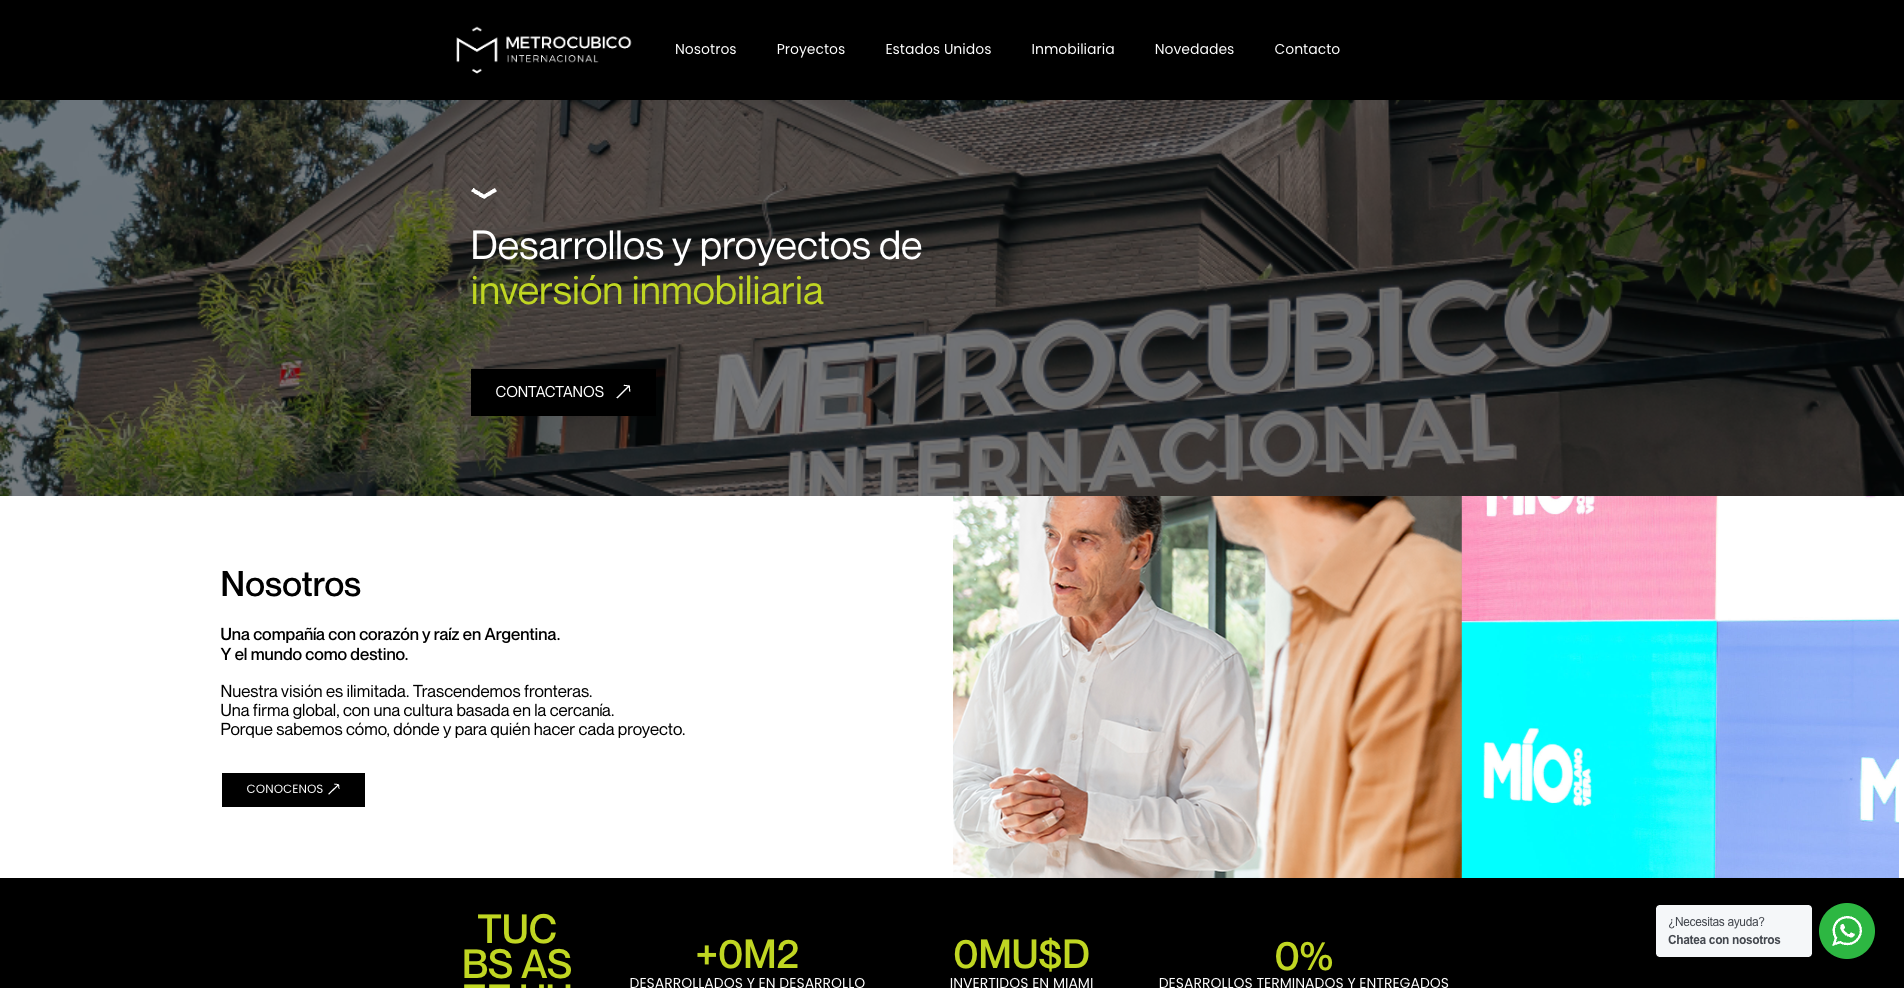 METROCUBICO
INTERNACIONAL
Nosotros
Proyectos
Estados Unidos
Inmobiliaria
Novedades
Contacto
Desarrollos y proyectos de
inversión inmobiliaria
CONTACTANOS
METROCUBICO
INTERNACIONAL
Nosotros
Una compañía con corazón y raíz en Argentina.
Y el mundo como destino.
Nuestra visión es ilimitada. Trascendemos fronteras.
Una firma global, con una cultura basada en la cercanía.
Porque sabemos cómo, dónde y para quién hacer cada proyecto.
CONOCENOS
MÍO
MÍO
SOLANO
VERA
M
TUC
BS AS
+0M2
DESARROLLADOS Y EN DESARROLLO
0MU$D
INVERTIDOS EN MIAMI
0%
DESARROLLOS TERMINADOS Y ENTREGADOS
¿Necesitas ayuda?
Chatea con nosotros